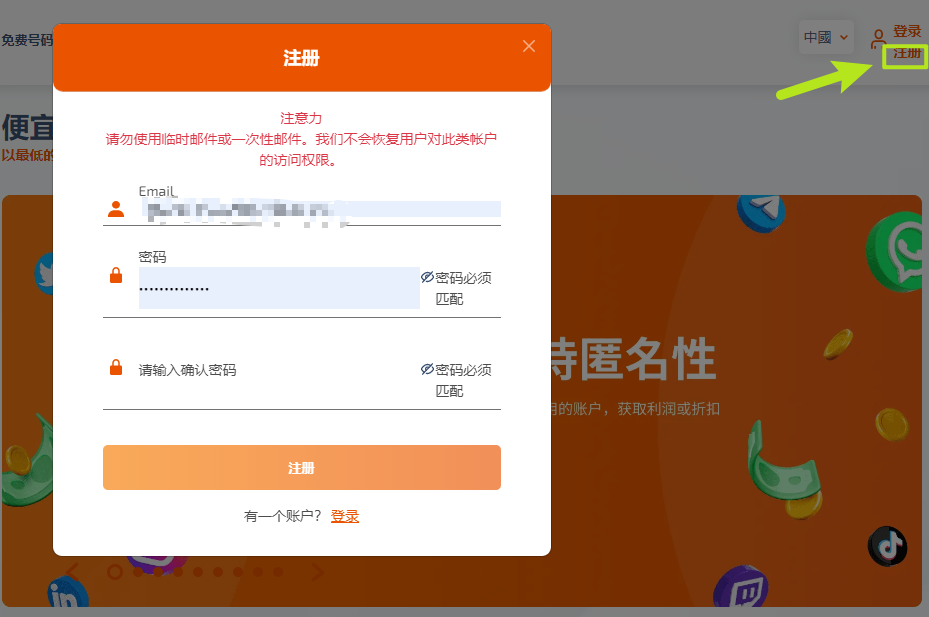 免费号码
中國
登录
注册
注册
便宜
以最低的
注意力
请勿使用临时邮件或一次性邮件。我们不会恢复用户对此类帐户
的访问权限。
Email
密码
密码必须
匹配
持匿名性
用的账户，获取利润或折扣
请输入确认密码
密码必须
匹配
注册
有一个账户？ 登录
in